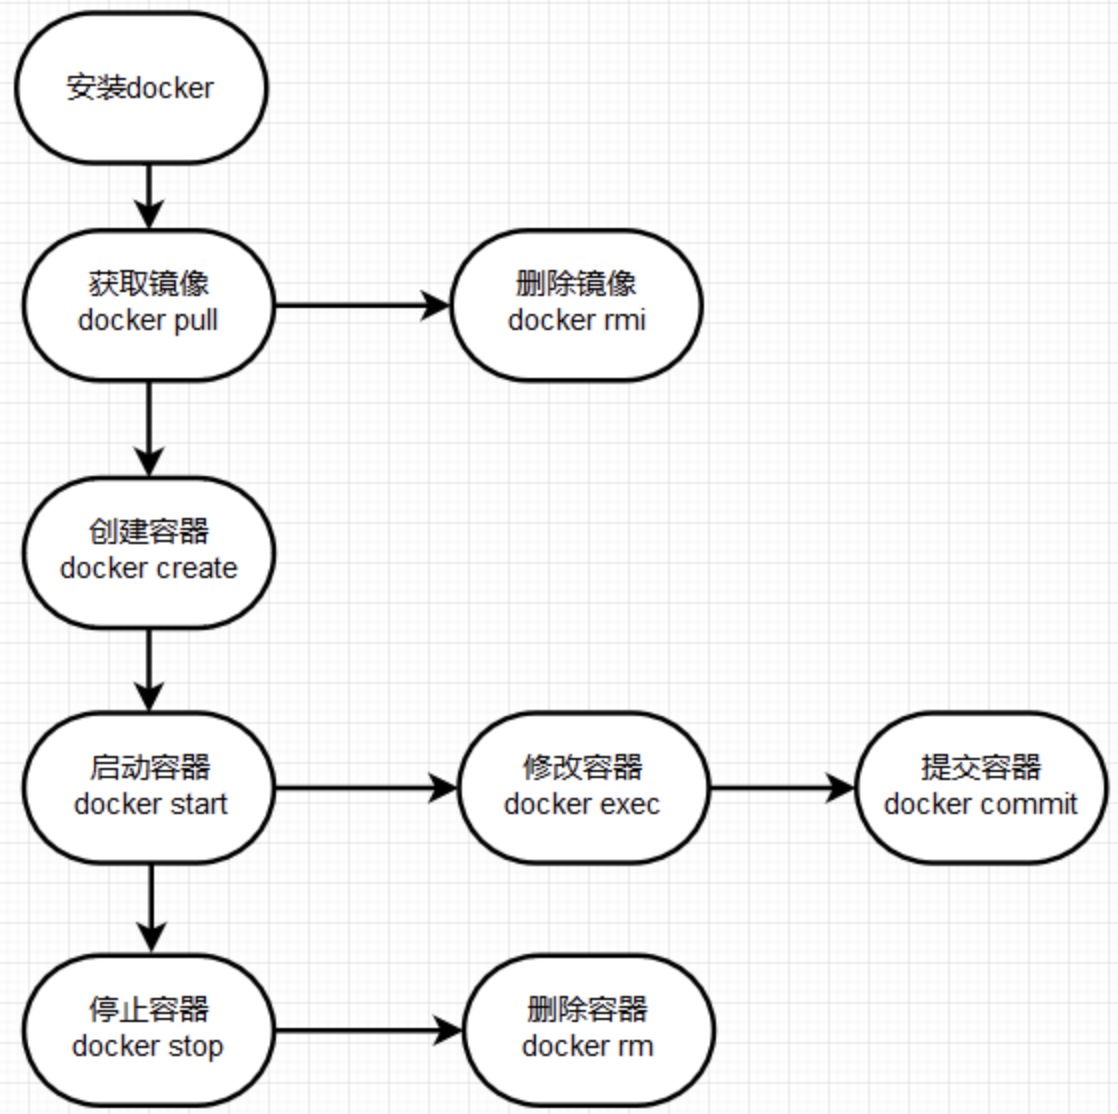 安装docker
获取镜像
docker pull
删除镜像
docker rmi
创建容器
docker create
启动容器
docker start
修改容器
docker exec
提交容器
docker commit
停止容器
docker stop
删除容器
docker rm